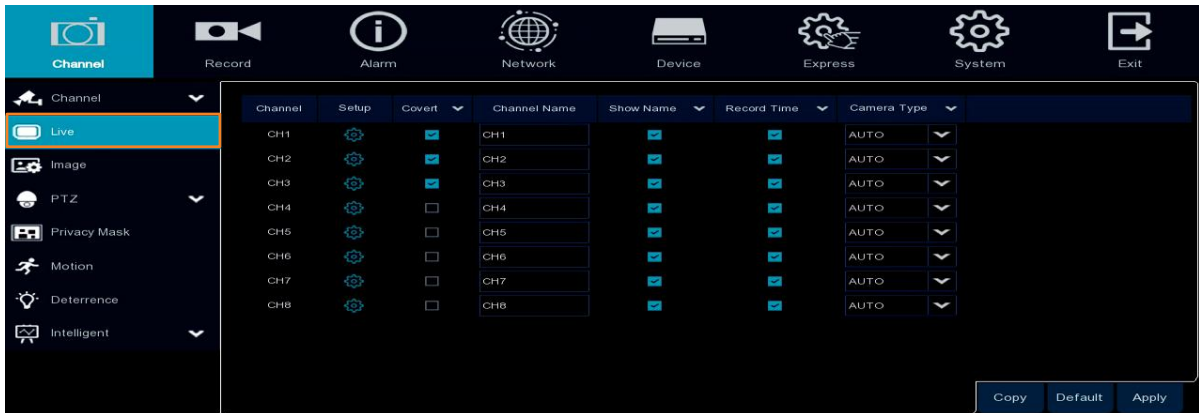 Channel Record Alarm Network Device Express System Exit
Channel
Live
Image
PTZ
Privacy Mask
Motion
Deterrence
Intelligent
Channel Setup Covert Channel Name Show Name Record Time Camera Type
CH1 CH1 AUTO
CH2 CH2 AUTO
CH3 CH3 AUTO
CH4 CH4 AUTO
CH5 CH5 AUTO
CH6 CH6 AUTO
CH7 CH7 AUTO
CH8 CH8 AUTO
Copy Default Apply